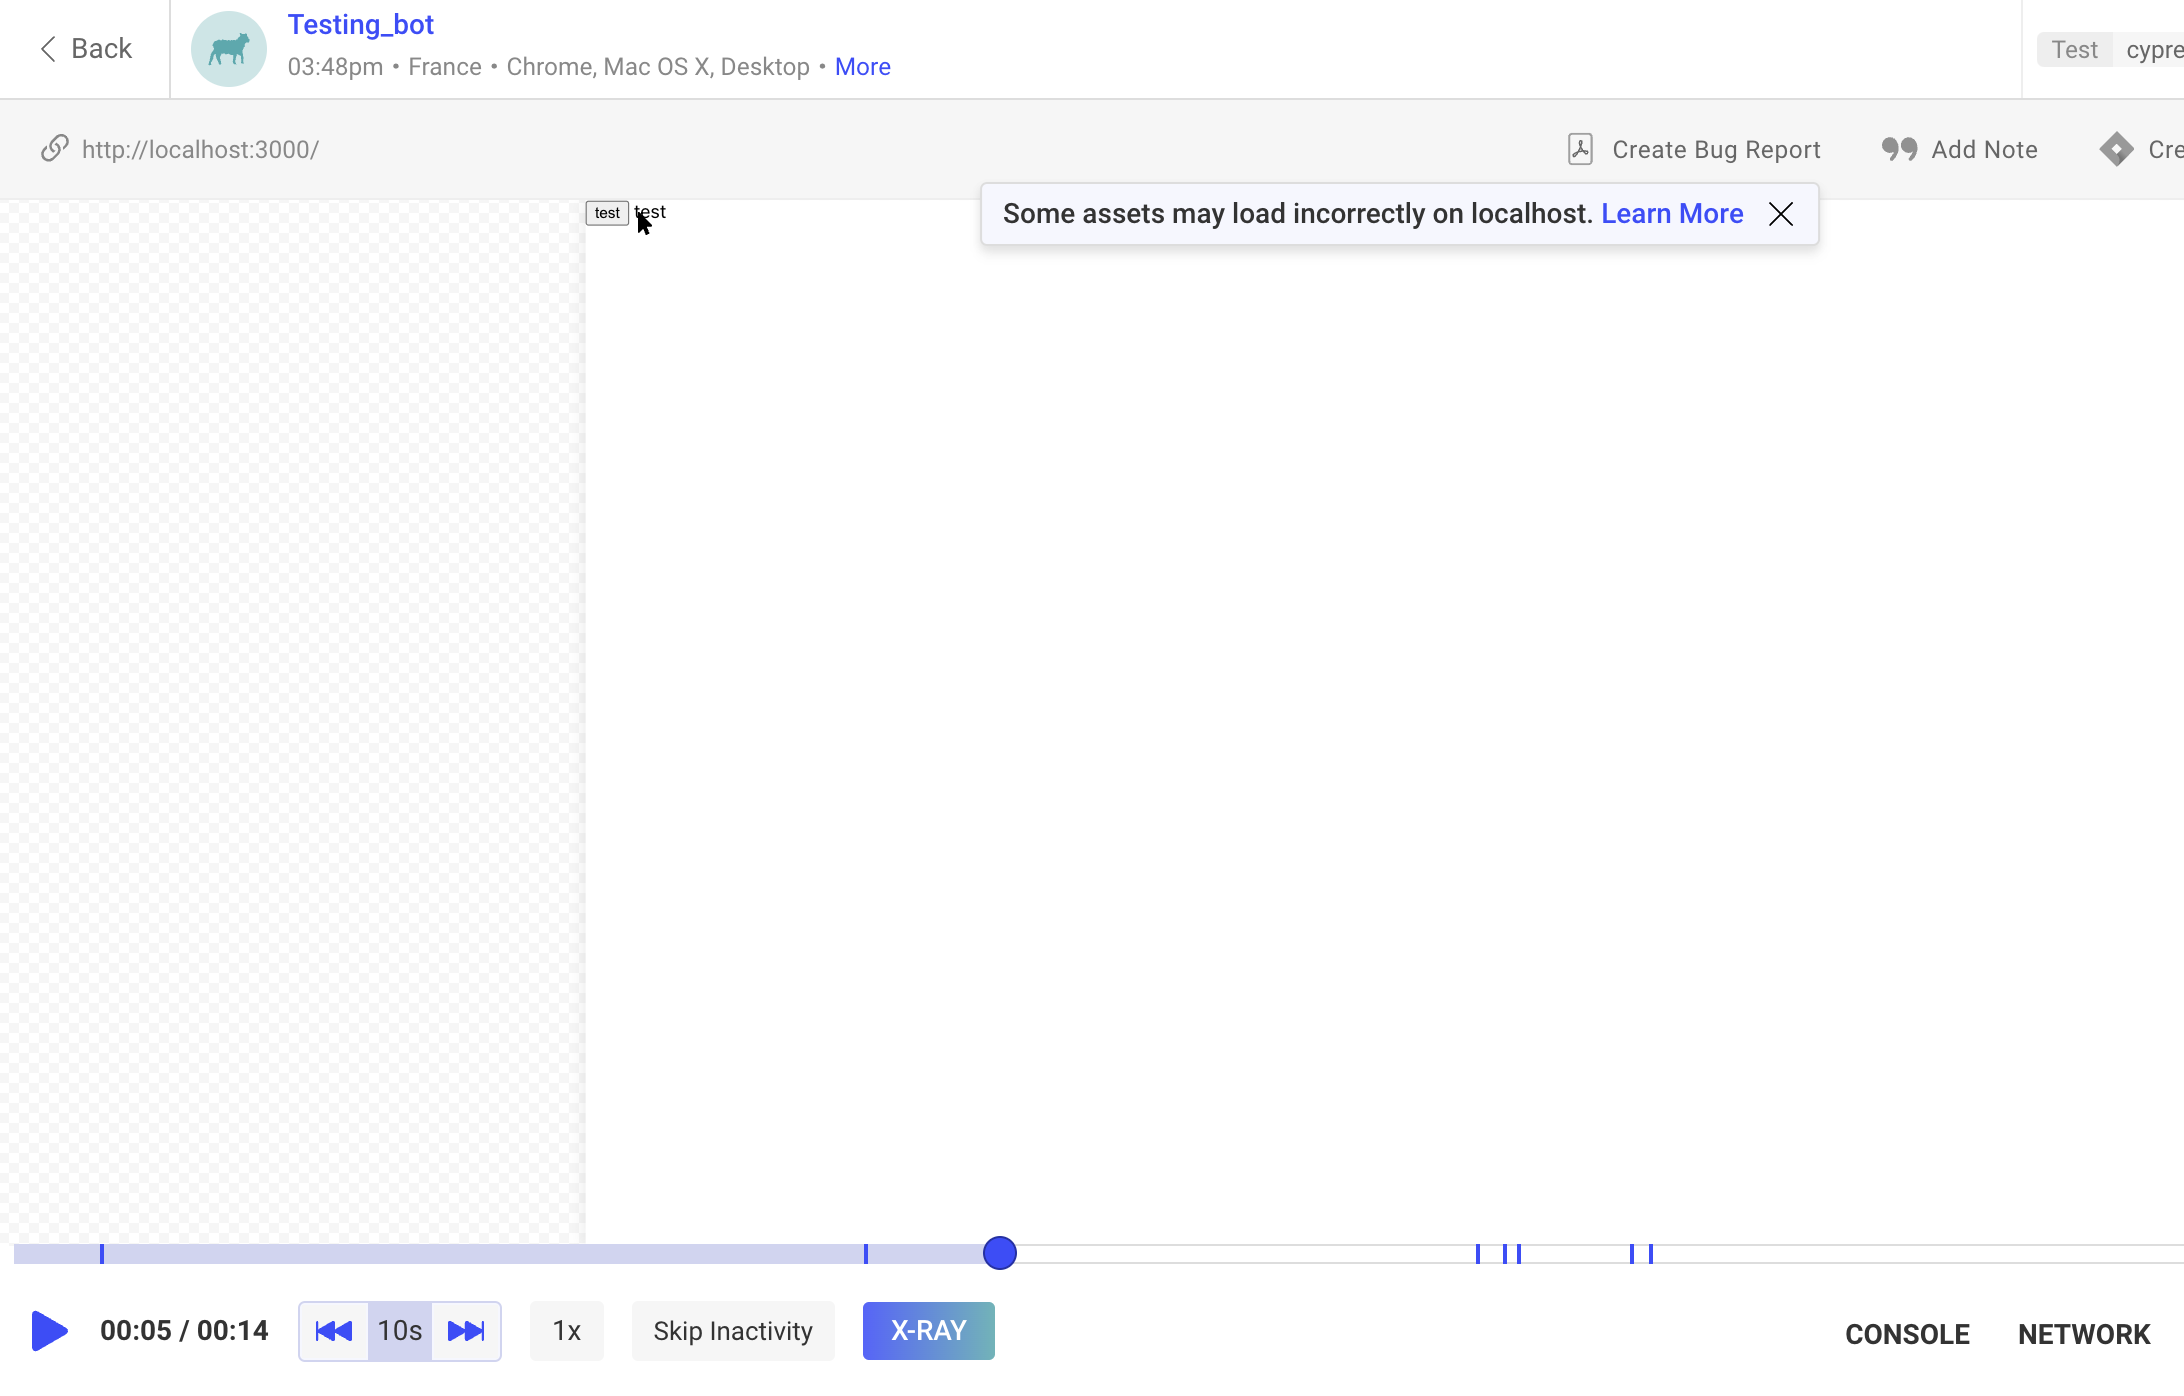 Back
Testing_bot
03:48pm • France • Chrome, Mac OS X, Desktop • More
Test cypre
http://localhost:3000/
Create Bug Report
Add Note
Cre
test test
Some assets may load incorrectly on localhost. Learn More
00:05 / 00:14
10s
1x
Skip Inactivity
X-RAY
CONSOLE
NETWORK